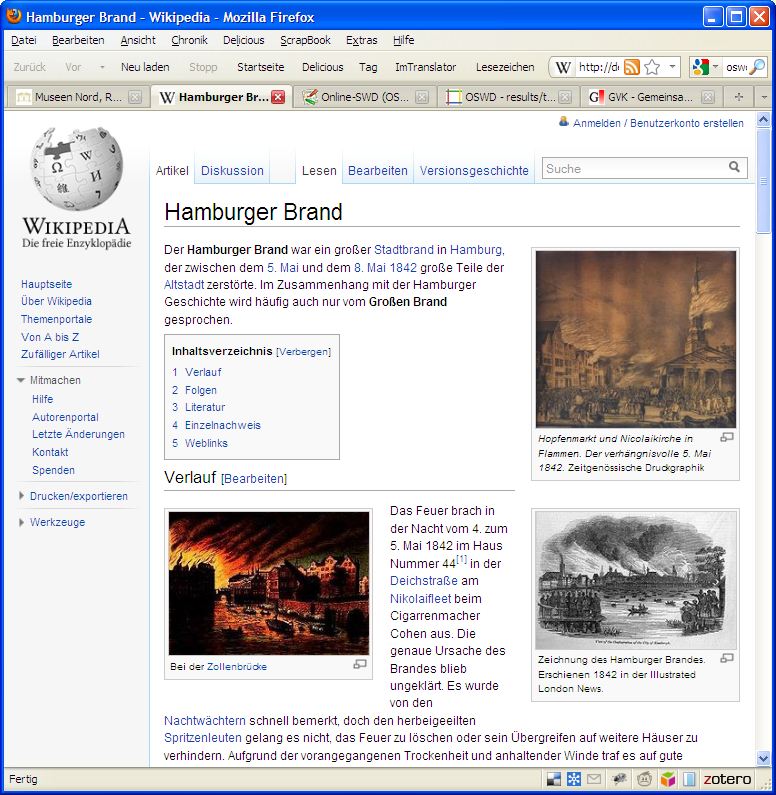 Hamburger Brand - Wikipedia - Mozilla Firefox
Datei Bearbeiten Ansicht Chronik Delicious ScrapBook Extras Hilfe
Zurück Vor Neu laden Stopp Startseite Delicious Tag ImTranslator Lesezeichen http://d oswd
Museen Nord, R... Hamburger Br... Online-SWD (OS... OSWD - results/t... GVK - Gemeinsa...
Anmelden / Benutzerkonto erstellen
Artikel Diskussion Lesen Bearbeiten Versionsgeschichte Suche
WIKIPEDIA
Die freie Enzyklopädie
Hauptseite
Über Wikipedia
Themenportale
Von A bis Z
Zufälliger Artikel
Mitmachen
Hilfe
Autorenportal
Letzte Änderungen
Kontakt
Spenden
Drucken/exportieren
Werkzeuge
Hamburger Brand
Der Hamburger Brand war ein großer Stadtbrand in Hamburg,
der zwischen dem 5. Mai und dem 8. Mai 1842 große Teile der
Altstadt zerstörte. Im Zusammenhang mit der Hamburger
Geschichte wird häufig auch nur vom Großen Brand
gesprochen.
Inhaltsverzeichnis [Verbergen]
1 Verlauf
2 Folgen
3 Literatur
4 Einzelnachweis
5 Weblinks
Hopfenmarkt und Nicolaikirche in
Flammen. Der verhängnisvolle 5. Mai
1842. Zeitgenössische Druckgraphik
Verlauf [Bearbeiten]
Bei der Zollenbrücke
Das Feuer brach in
der Nacht vom 4. zum
5. Mai 1842 im Haus
Nummer 44[1] in der
Deichstraße am
Nikolaifleet beim
Cigarrenmacher
Cohen aus. Die
genaue Ursache des
Brandes blieb
ungeklärt. Es wurde
von den
Nachtwächtern schnell bemerkt, doch den herbeigeeilten
Spritzenleuten gelang es nicht, das Feuer zu löschen oder sein Übergreifen auf weitere Häuser zu
verhindern. Aufgrund der vorangegangenen Trockenheit und anhaltender Winde traf es auf gute
Zeichnung des Hamburger Brandes.
Erschienen 1842 in der Illustrated
London News.
Fertig zotero